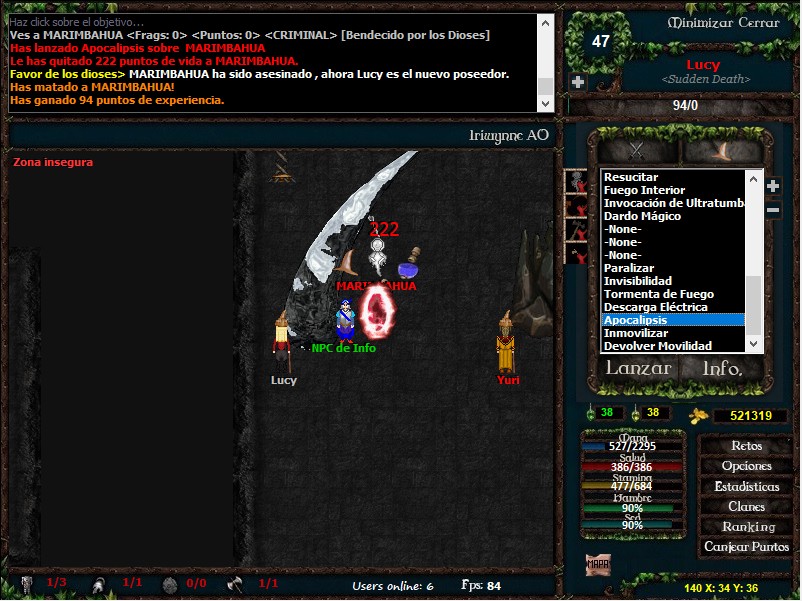 Haz click sobre el objetivo...
Ves a MARIMBAHUA <Frags: 0> <Puntos: 0> <CRIMINAL> [Bendecido por los Dioses]
Has lanzado Apocalipsis sobre MARIMBAHUA
Le has quitado 222 puntos de vida a MARIMBAHUA.
Favor de los dioses> MARIMBAHUA ha sido asesinado , ahora Lucy es el nuevo poseedor.
Has matado a MARIMBAHUA!
Has ganado 94 puntos de experiencia.
Minimizar Cerrar
47
Lucy
<Sudden Death>
94/0
Iriwynne AO
Zona insegura
222
MARIMBAHUA
NPC de Info
Lucy
Yuri
Resucitar
Fuego Interior
Invocación de Ultratumb
Dardo Mágico
-None-
-None-
-None-
Paralizar
Invisibilidad
Tormenta de Fuego
Descarga Eléctrica
Apocalipsis
Inmovilizar
Devolver Movilidad
Lanzar Info.
38 38 521319
Mana
527/2295
Salud
386/386
Stamina
477/684
Hambre
90%
Sed
90%
Retos
Opciones
Estadísticas
Clanes
Ranking
Canjear Puntos
MAPA
1/3 1/1 0/0 1/1 Users online: 6 Fps: 84
140 X: 34 Y: 36